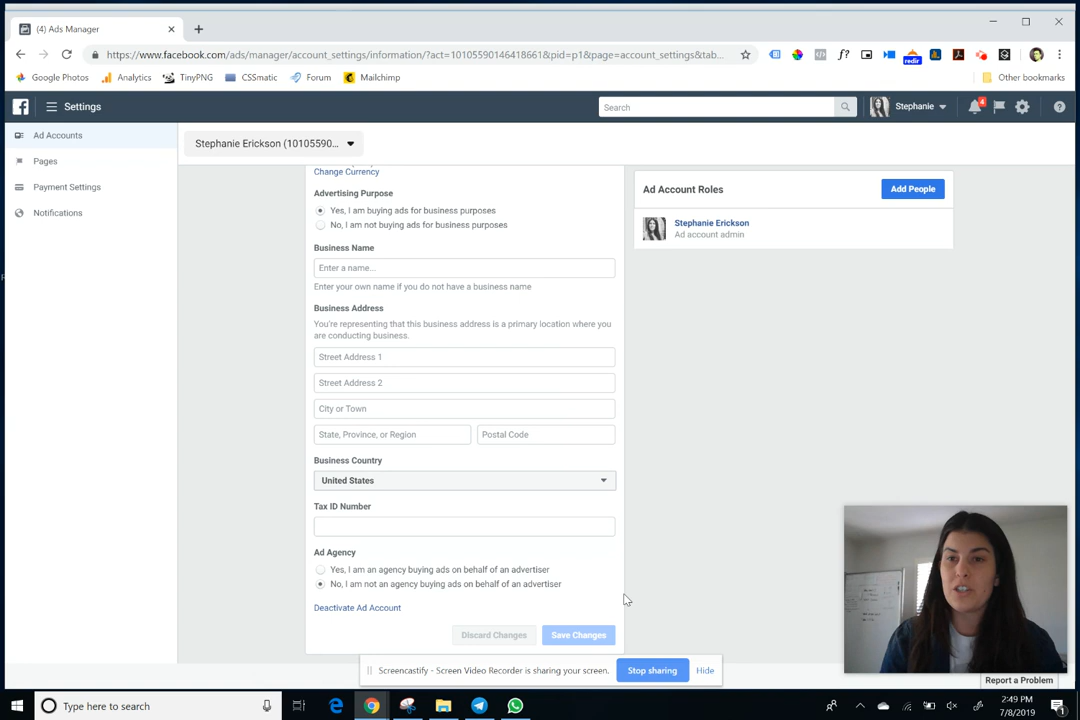 (4) Ads Manager
https://www.facebook.com/ads/manager/account_settings/information/?act=10105590146418661&pid=p1&page=account_settings&tab...
f?
redir
Google Photos
Analytics
TinyPNG
CSSmatic
Forum
Mailchimp
Other bookmarks
Settings
Search
Stephanie
4
Ad Accounts
Pages
Payment Settings
Notifications
Stephanie Erickson (10105590...
Change Currency
Advertising Purpose
Yes, I am buying ads for business purposes
No, I am not buying ads for business purposes
Business Name
Enter a name...
Enter your own name if you do not have a business name
Business Address
You're representing that this business address is a primary location where you
are conducting business.
Street Address 1
Street Address 2
City or Town
State, Province, or Region
Postal Code
Business Country
United States
Tax ID Number
Ad Agency
Yes, I am an agency buying ads on behalf of an advertiser
No, I am not an agency buying ads on behalf of an advertiser
Deactivate Ad Account
Discard Changes
Save Changes
Ad Account Roles
Add People
Stephanie Erickson
Ad account admin
Screencastify - Screen Video Recorder is sharing your screen.
Stop sharing
Hide
Report a Problem
Type here to search
2:49 PM
7/8/2019
1